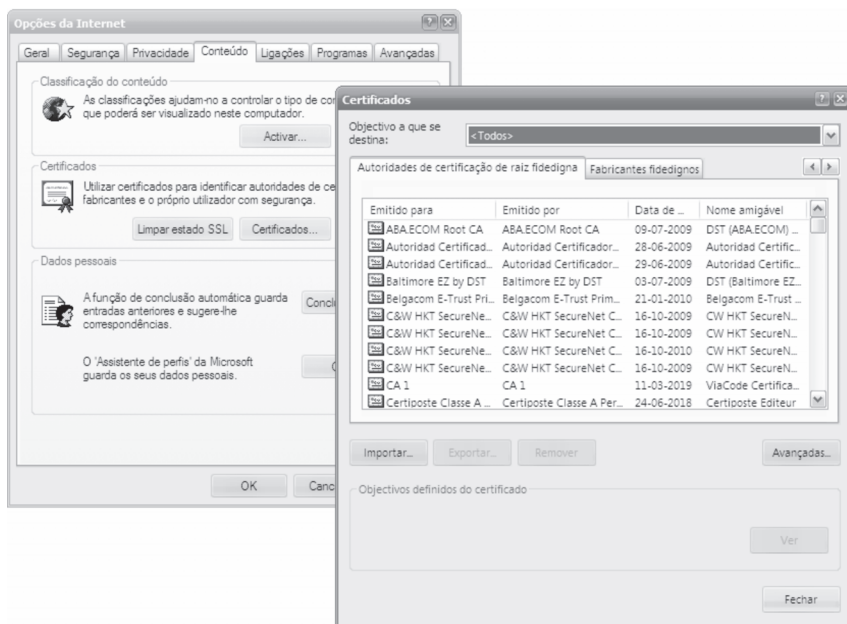 Opções da Internet
Geral Segurança Privacidade Conteúdo Ligações Programas Avançadas
Classificação do conteúdo
As classificações ajudam-no a controlar o tipo de
que poderá ser visualizado neste computador.
Activar...
Certificados
Utilizar certificados para identificar autoridades de
fabricantes e o próprio utilizador com segurança.
Limpar estado SSL Certificados...
Dados pessoais
A função de conclusão automática guarda
entradas anteriores e sugere-lhe
correspondências.
O 'Assistente de perfis' da Microsoft
guarda os seus dados pessoais.
OK Canc
Certificados
Objectivo a que se
destina:
<Todos>
Autoridades de certificação de raiz fidedigna Fabricantes fidedignos
Emitido para Emitido por Data de ... Nome amigável
ABA.ECOM Root CA ABA.ECOM Root CA 09-07-2009 DST (ABA.ECOM) ...
Autoridad Certificad... Autoridad Certificador... 28-06-2009 Autoridad Certific...
Autoridad Certificad... Autoridad Certificador... 29-06-2009 Autoridad Certific...
Baltimore EZ by DST Baltimore EZ by DST 03-07-2009 DST (Baltimore EZ...
Belgacom E-Trust Pri... Belgacom E-Trust Prim... 21-01-2010 Belgacom E-Trust ...
C&W HKT SecureNe... C&W HKT SecureNet C... 16-10-2009 CW HKT SecureN...
C&W HKT SecureNe... C&W HKT SecureNet C... 16-10-2009 CW HKT SecureN...
C&W HKT SecureNe... C&W HKT SecureNet C... 16-10-2010 CW HKT SecureN...
C&W HKT SecureNe... C&W HKT SecureNet C... 16-10-2009 CW HKT SecureN...
CA 1 CA 1 11-03-2019 ViaCode Certifica...
Certiposte Classe A ... Certiposte Classe A Per... 24-06-2018 Certiposte Editeur
Importar... Exportar... Remover Avançadas...
Objectivos definidos do certificado
Ver
Fechar